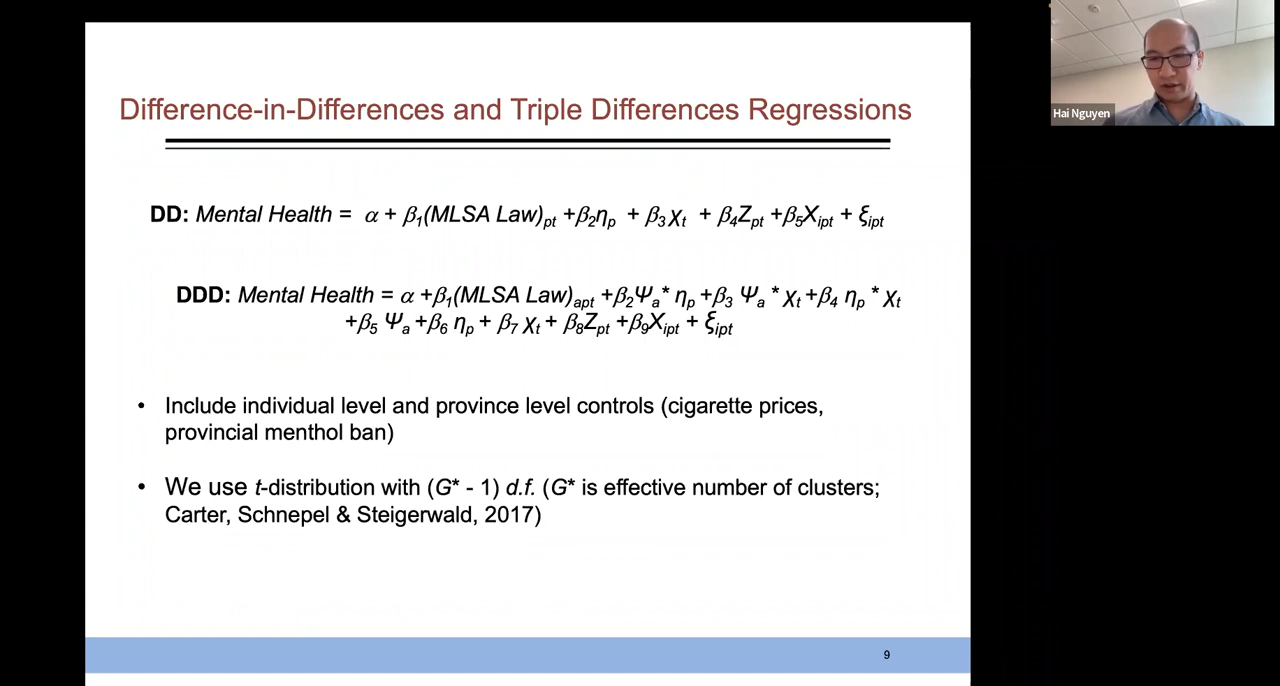 Difference-in-Differences and Triple Differences Regressions
Hai Nguyen
DD: Mental Health = α + β₁(MLSA Law)ₚₜ +β₂ηₚ + β₃χₜ + β₄Zₚₜ +β₅Xᵢₚₜ + ξᵢₚₜ
DDD: Mental Health = α +β₁(MLSA Law)ₐₚₜ +β₂Ψₐ* ηₚ +β₃ Ψₐ * χₜ +β₄ ηₚ * χₜ
+β₅ Ψₐ +β₆ ηₚ + β₇ χₜ + β₈Zₚₜ +β₉Xᵢₚₜ + ξᵢₚₜ
• Include individual level and province level controls (cigarette prices,
provincial menthol ban)
• We use t-distribution with (G* - 1) d.f. (G* is effective number of clusters;
Carter, Schnepel & Steigerwald, 2017)
9